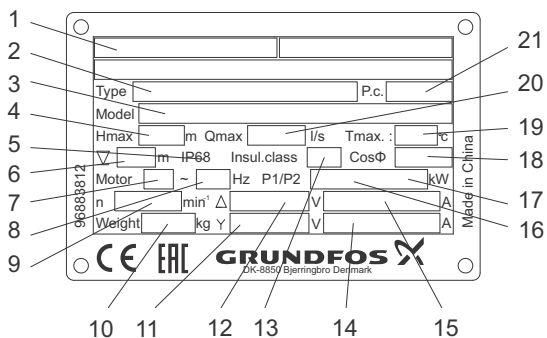 1
2
3
4
5
6
7
8
9
10 11 12 13 14 15
16
17
18
19
20
21
Type P.c.
Model
Hmax m Qmax l/s Tmax. : °c
▽ m IP68 Insul.class CosΦ
Motor ~ Hz P1/P2 kW
n min⁻¹ △ V A
Weight kg Y V A
96883812
Made in China
CE EAC GRUNDFOS
DK-8850 Bjerringbro Denmark